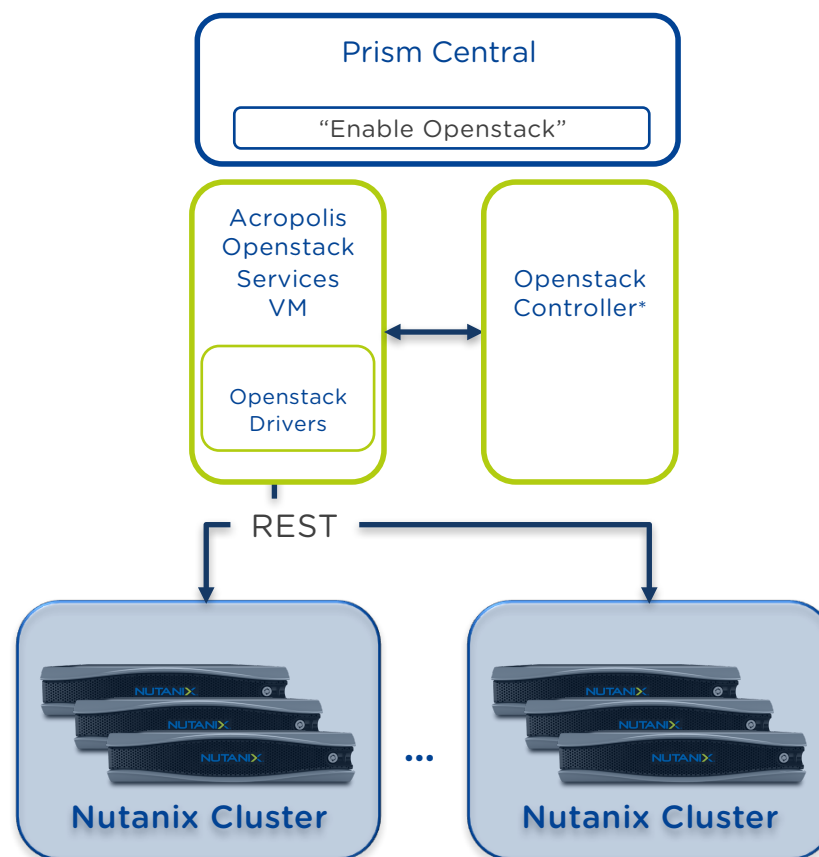 Prism Central
“Enable Openstack”
Acropolis
Openstack
Services
VM
Openstack
Controller*
Openstack
Drivers
REST
NUTANIX
NUTANIX
NUTANIX
Nutanix Cluster
...
NUTANIX
NUTANIX
NUTANIX
Nutanix Cluster